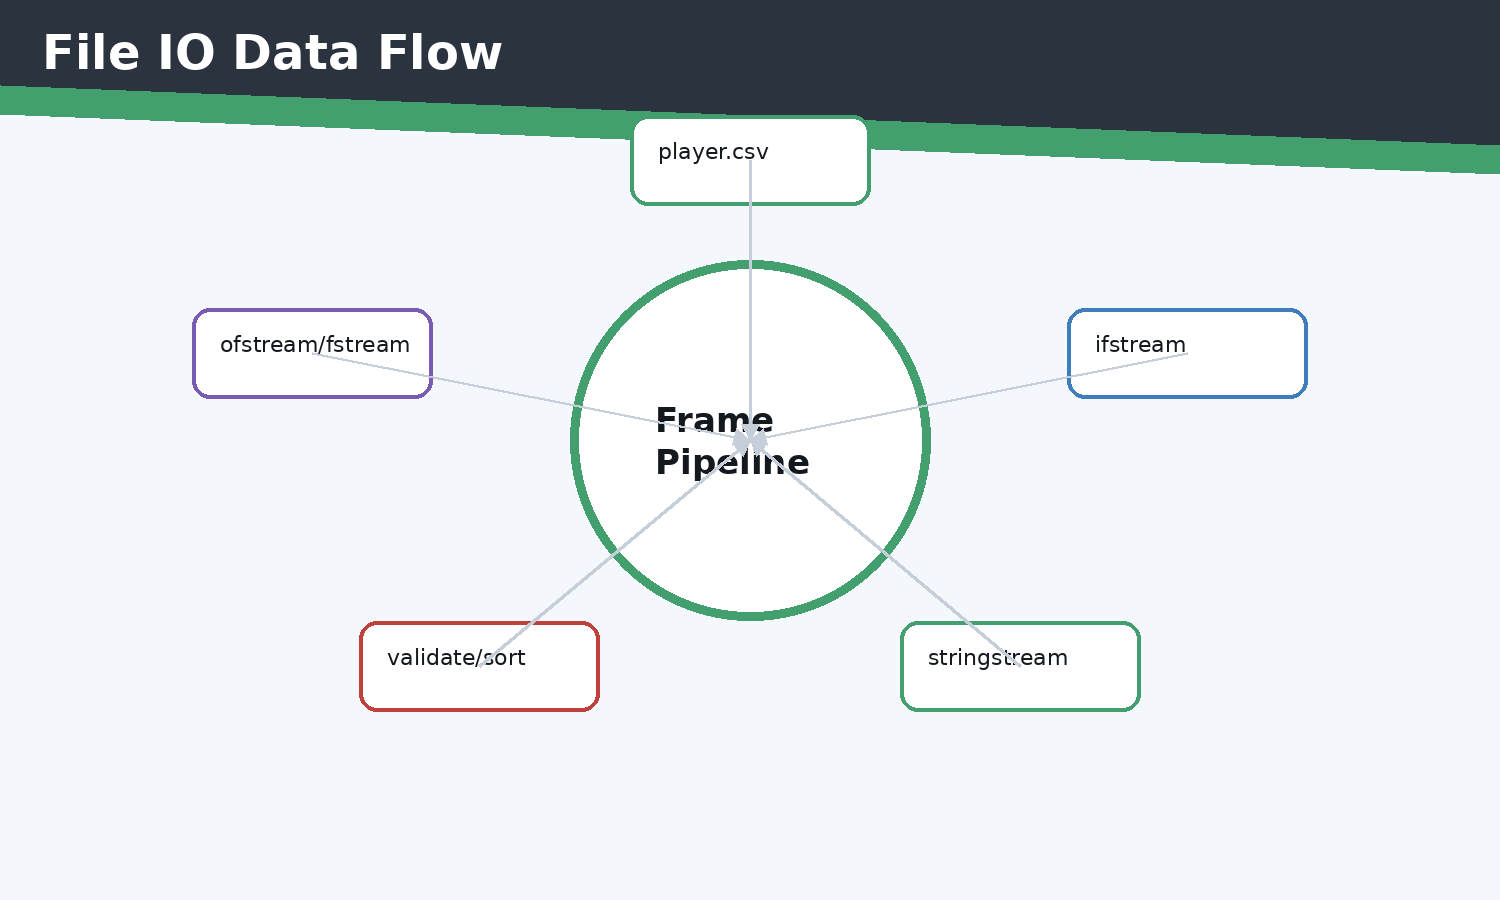 File IO Data Flow
player.csv
ofstream/fstream
ifstream
Frame
Pipeline
validate/sort
stringstream